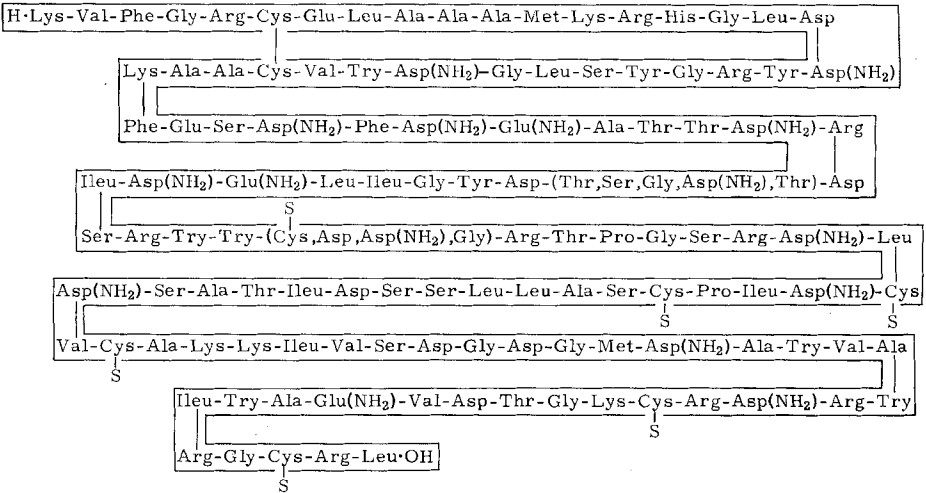 H·Lys-Val-Phe-Gly-Arg-Cys-Glu-Leu-Ala-Ala-Ala-Met-Lys-Arg-His-Gly-Leu-Asp
Lys-Ala-Ala-Cys-Val-Try-Asp(NH₂)-Gly-Leu-Ser-Tyr-Gly-Arg-Tyr-Asp(NH₂)
Phe-Glu-Ser-Asp(NH₂)-Phe-Asp(NH₂)-Glu(NH₂)-Ala-Thr-Thr-Asp(NH₂)-Arg
Ileu-Asp(NH₂)-Glu(NH₂)-Leu-Ileu-Gly-Tyr-Asp-(Thr,Ser,Gly,Asp(NH₂),Thr)-Asp
S
Ser-Arg-Try-Try-(Cys,Asp,Asp(NH₂),Gly)-Arg-Thr-Pro-Gly-Ser-Arg-Asp(NH₂)-Leu
Asp(NH₂)-Ser-Ala-Thr-Ileu-Asp-Ser-Ser-Leu-Leu-Ala-Ser-Cys-Pro-Ileu-Asp(NH₂)-Cys
S S
Val-Cys-Ala-Lys-Lys-Ileu-Val-Ser-Asp-Gly-Asp-Gly-Met-Asp(NH₂)-Ala-Try-Val-Ala
S
Ileu-Try-Ala-Glu(NH₂)-Val-Asp-Thr-Gly-Lys-Cys-Arg-Asp(NH₂)-Arg-Try
S
Arg-Gly-Cys-Arg-Leu·OH
S